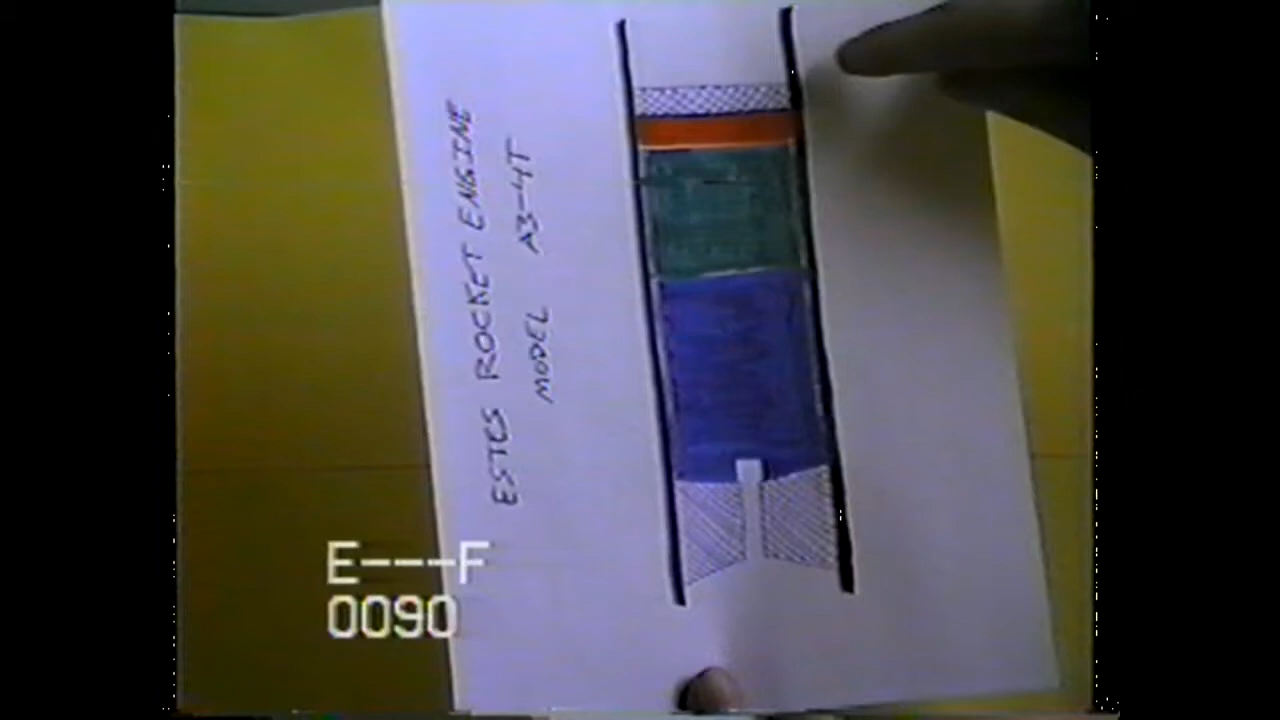 ESTES ROCKET ENGINE
MODEL A3-4T
E---F
0090